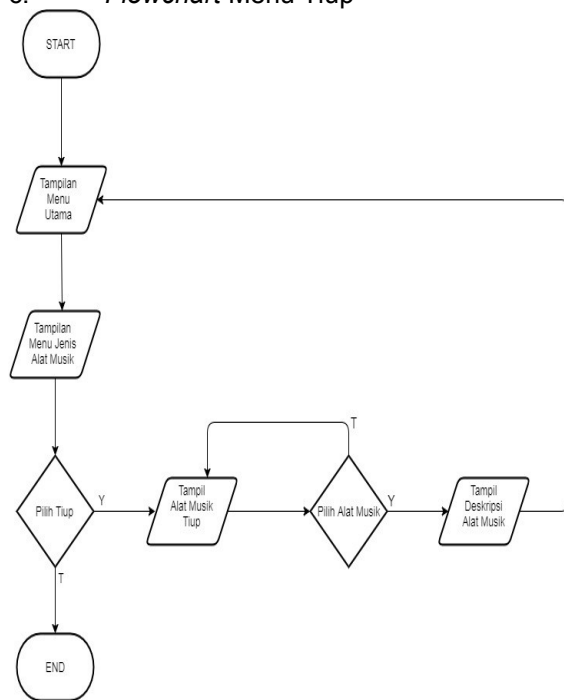 Flowchart Menu Tiup
START
Tampilan
Menu
Utama
Tampilan
Menu Jenis
Alat Musik
Pilih Tiup
Y
T
Tampil
Alat Musik
Tiup
T
Pilih Alat Musik
Y
Tampil
Deskripsi
Alat Musik
END